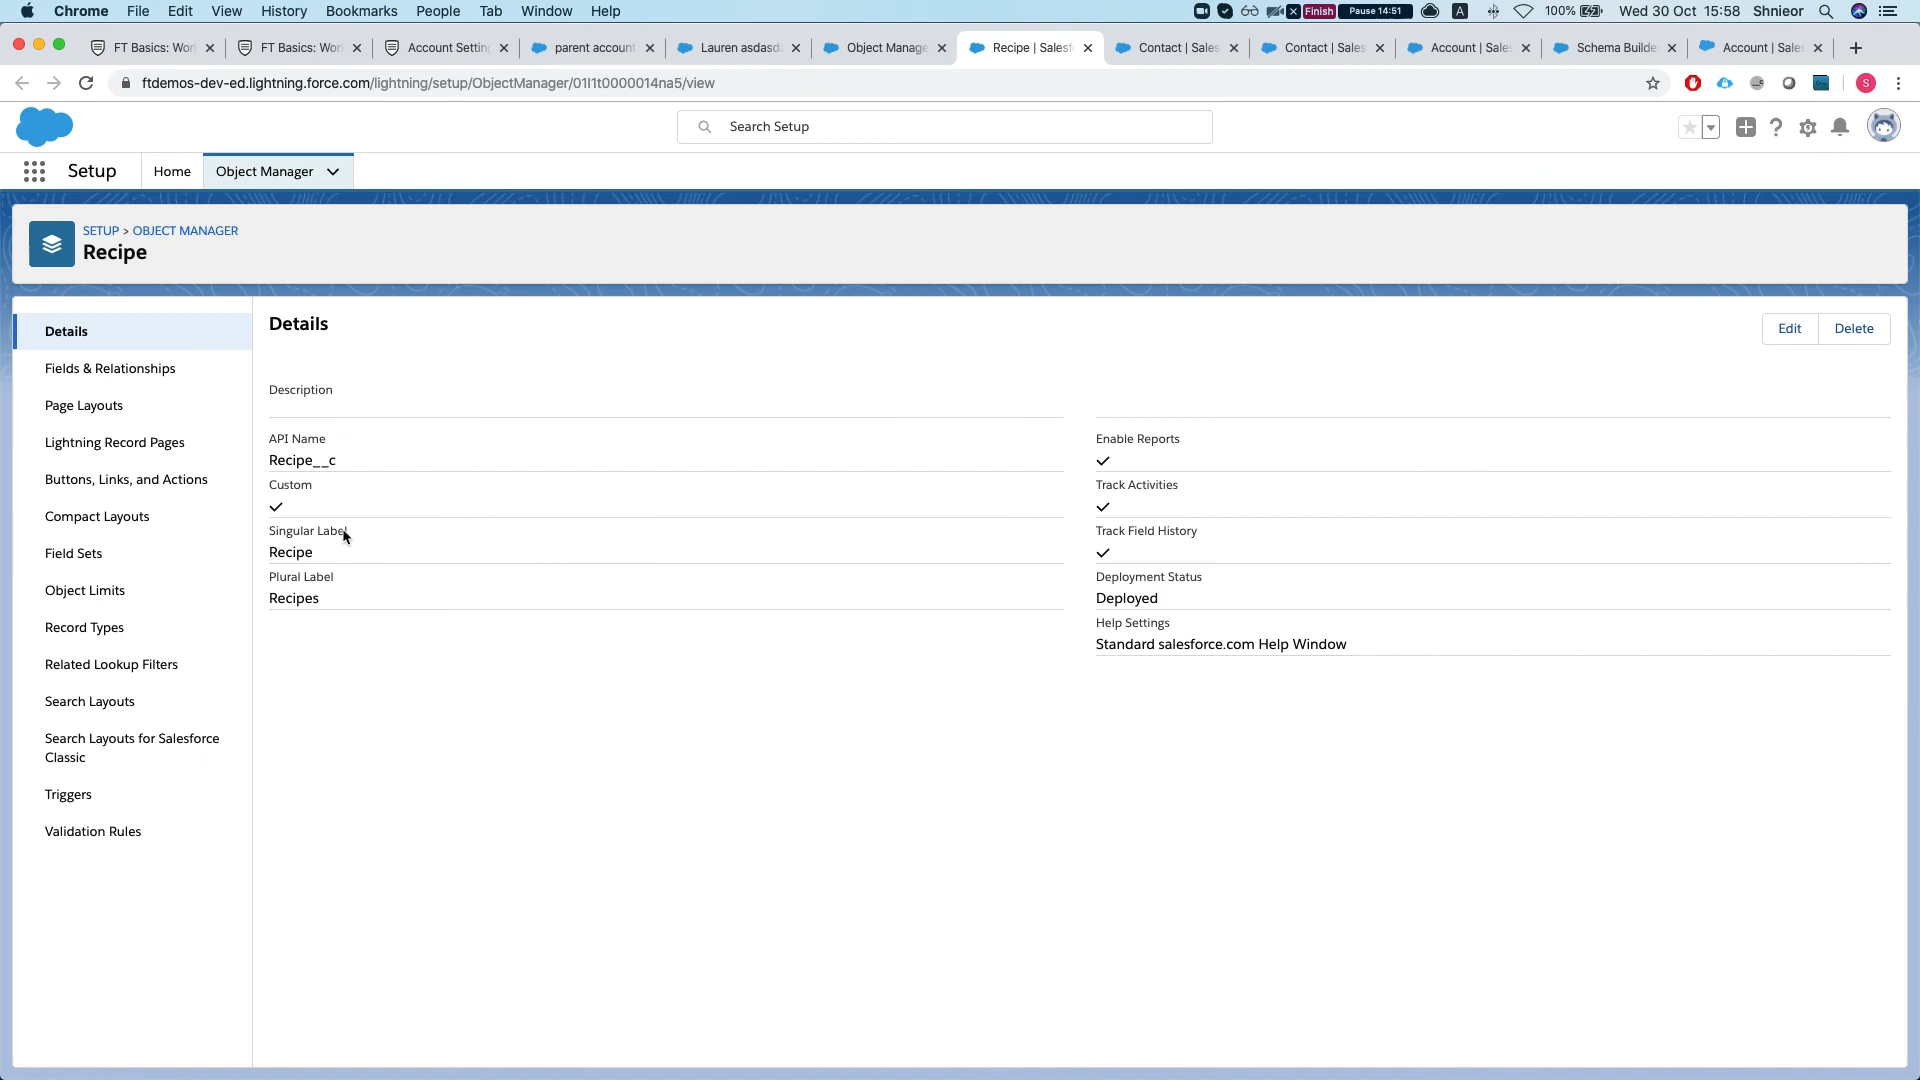 Chrome File Edit View History Bookmarks People Tab Window Help Finish Pause 14:51 A 100% Wed 30 Oct 15:58 Shnieor
FT Basics: Wor FT Basics: Wor Account Settin parent account Lauren asdasda Object Manage Recipe | Salesf Contact | Sales Contact | Sales Account | Sales Schema Builde Account | Sales
ftdemos-dev-ed.lightning.force.com/lightning/setup/ObjectManager/01I1t0000014na5/view S
Search Setup
Setup Home Object Manager
SETUP > OBJECT MANAGER
Recipe
Details
Fields & Relationships
Page Layouts
Lightning Record Pages
Buttons, Links, and Actions
Compact Layouts
Field Sets
Object Limits
Record Types
Related Lookup Filters
Search Layouts
Search Layouts for Salesforce
Classic
Triggers
Validation Rules
Details
Edit Delete
Description
API Name
Recipe__c
Custom
Singular Label
Recipe
Plural Label
Recipes
Enable Reports
Track Activities
Track Field History
Deployment Status
Deployed
Help Settings
Standard salesforce.com Help Window